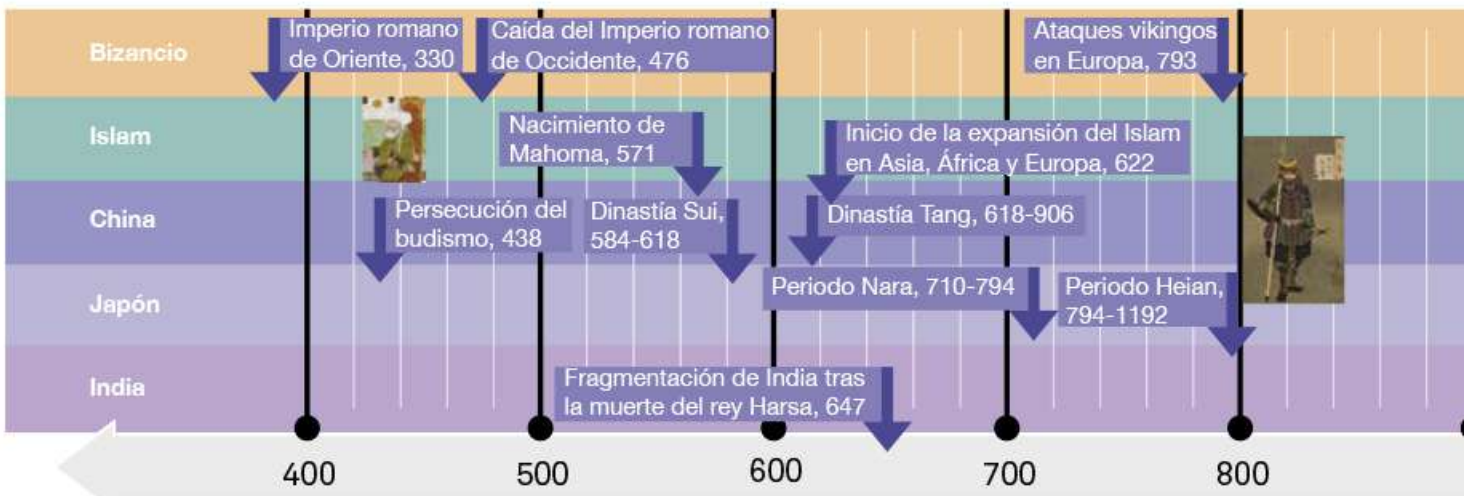 Bizancio
Imperio romano
de Oriente, 330
Caída del Imperio romano
de Occidente, 476
Ataques vikingos
en Europa, 793
Islam
Nacimiento de
Mahoma, 571
Inicio de la expansión del Islam
en Asia, África y Europa, 622
China
Persecución del
budismo, 438
Dinastía Sui,
584-618
Dinastía Tang, 618-906
Japón
Periodo Nara, 710-794
Periodo Heian,
794-1192
India
Fragmentación de India tras
la muerte del rey Harsa, 647
400
500
600
700
800